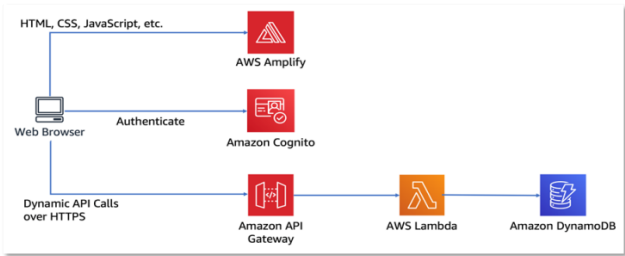 HTML, CSS, JavaScript, etc.
AWS Amplify
Web Browser
Authenticate
Amazon Cognito
Dynamic API Calls
over HTTPS
Amazon API
Gateway
AWS Lambda
Amazon DynamoDB